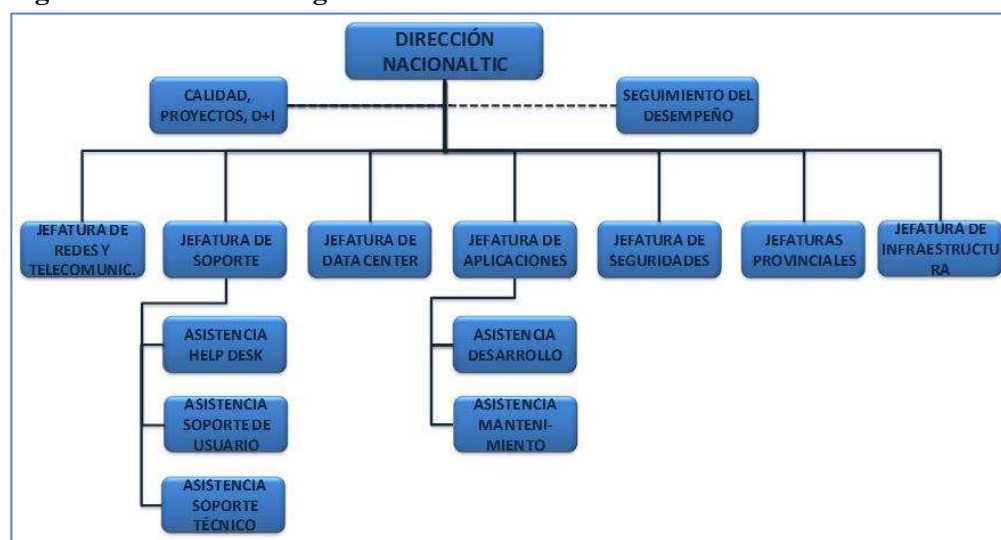 DIRECCIÓN
NACIONAL TIC
CALIDAD,
PROYECTOS, D+I
SEGUIMIENTO DEL
DESEMPEÑO
JEFATURA DE
REDES Y
TELECOMUNIC.
JEFATURA DE
SOPORTE
JEFATURA DE
DATA CENTER
JEFATURA DE
APLICACIONES
JEFATURA DE
SEGURIDADES
JEFATURAS
PROVINCIALES
JEFATURA DE
INFRAESTRUCTU
RA
ASISTENCIA
HELP DESK
ASISTENCIA
SOPORTE DE
USUARIO
ASISTENCIA
SOPORTE
TÉCNICO
ASISTENCIA
DESARROLLO
ASISTENCIA
MANTENI-
MIENTO